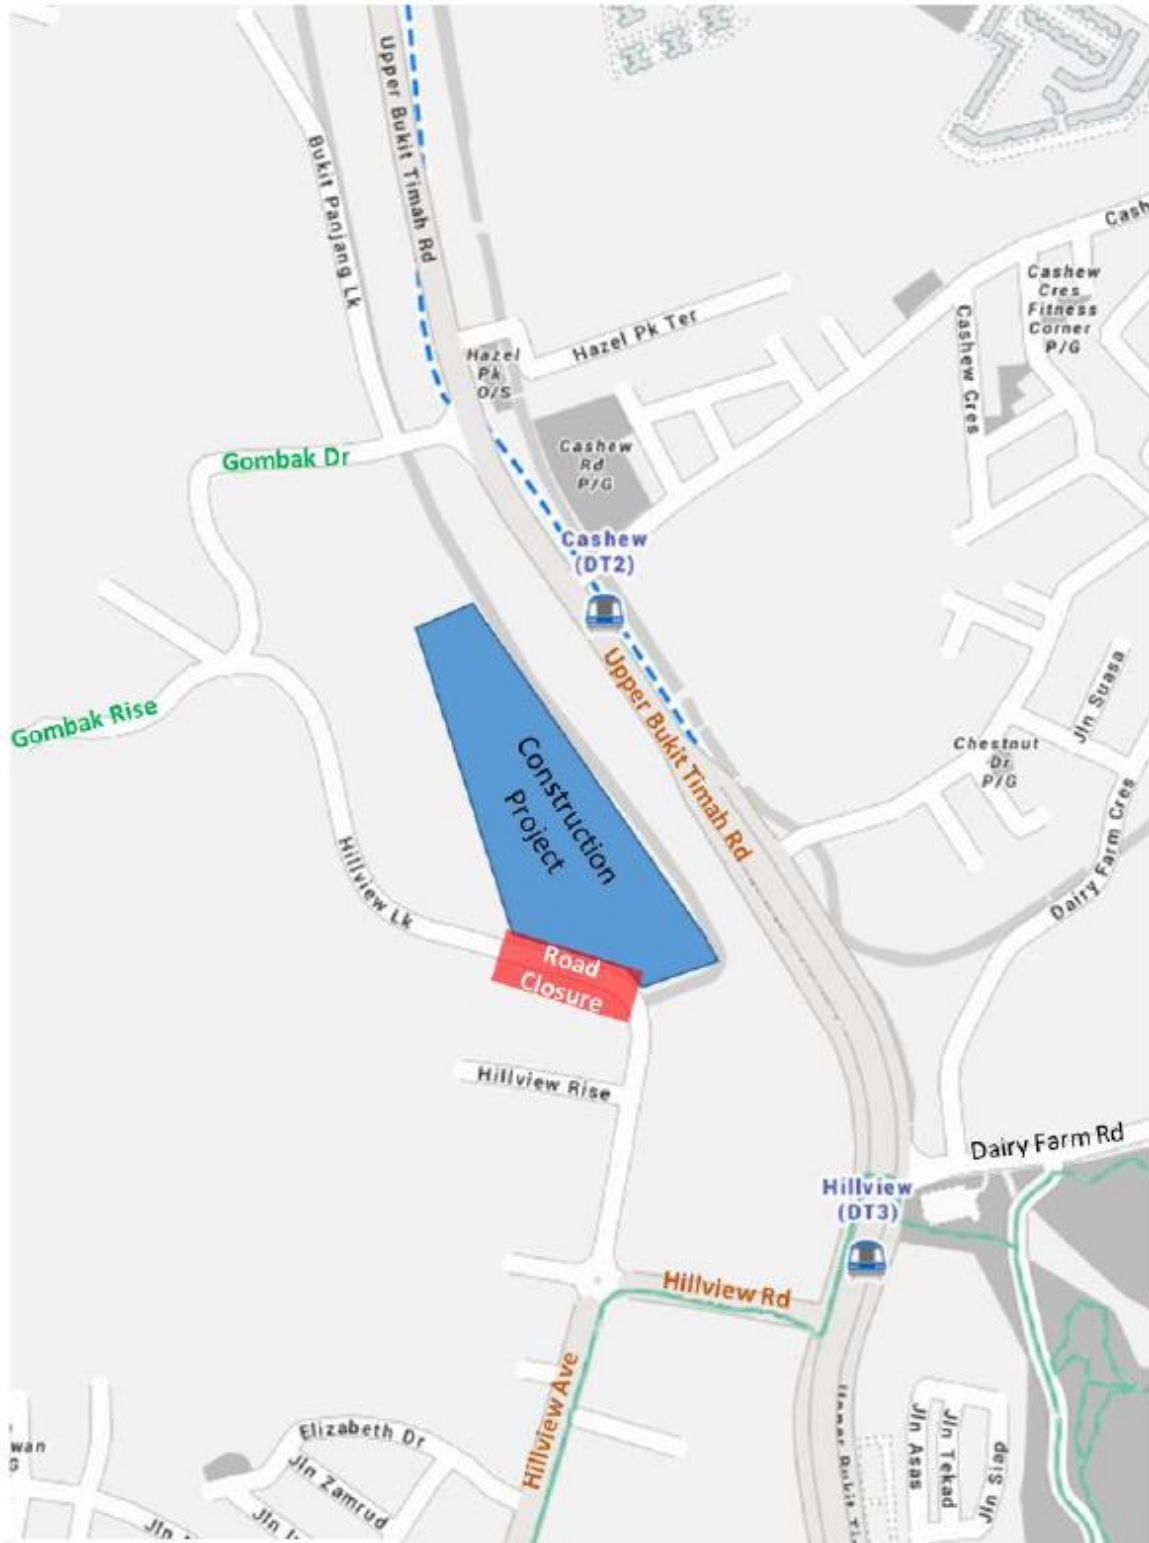 Upper Bukit Timah Rd
Bukit Panjang Lk
Cash
Cashew
Cres
Fitness
Corner
P/G
Hazel Pk Ter
Hazel
Pk
O/S
Cashew Cres
Gombak Dr
Cashew
Rd
P/G
Cashew
(DT2)
Upper Bukit Timah Rd
Jln Suasa
Gombak Rise
Chestnut
Dr
P/G
Construction
Project
Dairy Farm Cres
Hillview Lk
Road
Closure
Hillview Rise
Dairy Farm Rd
Hillview
(DT3)
Hillview Rd
Hillview Ave
Elizabeth Dr
Jln Zamrud
Jln Asas
Jln Tekad
Jln Siap
wan
Jln
Jln